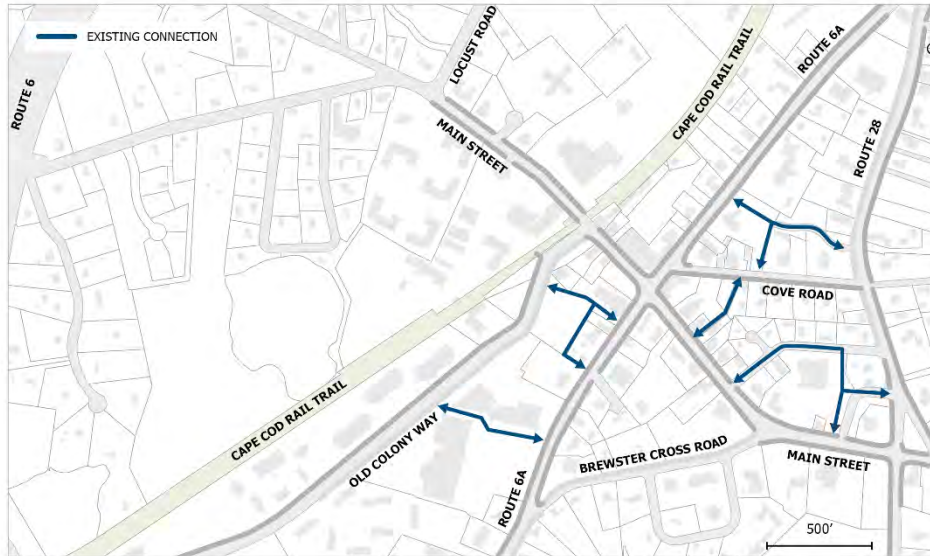 EXISTING CONNECTION
ROUTE 6
LOCUST ROAD
ROUTE 6A
MAIN STREET
CAPE COD RAIL TRAIL
ROUTE 28
COVE ROAD
CAPE COD RAIL TRAIL
OLD COLONY WAY
BREWSTER CROSS ROAD
MAIN STREET
ROUTE 6A
500'